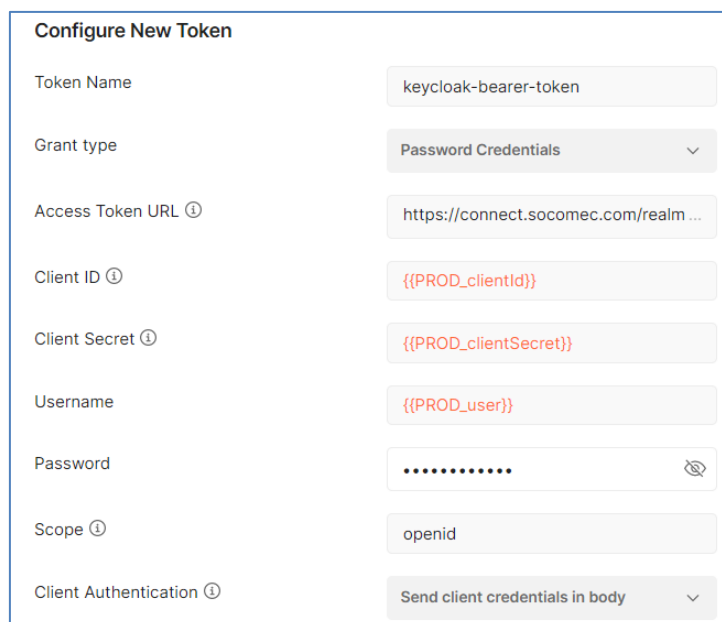 Configure New Token
Token Name
keycloak-bearer-token
Grant type
Password Credentials
Access Token URL
https://connect.socomec.com/realm ...
Client ID
{{PROD_clientId}}
Client Secret
{{PROD_clientSecret}}
Username
{{PROD_user}}
Password
••••••••••••
Scope
openid
Client Authentication
Send client credentials in body